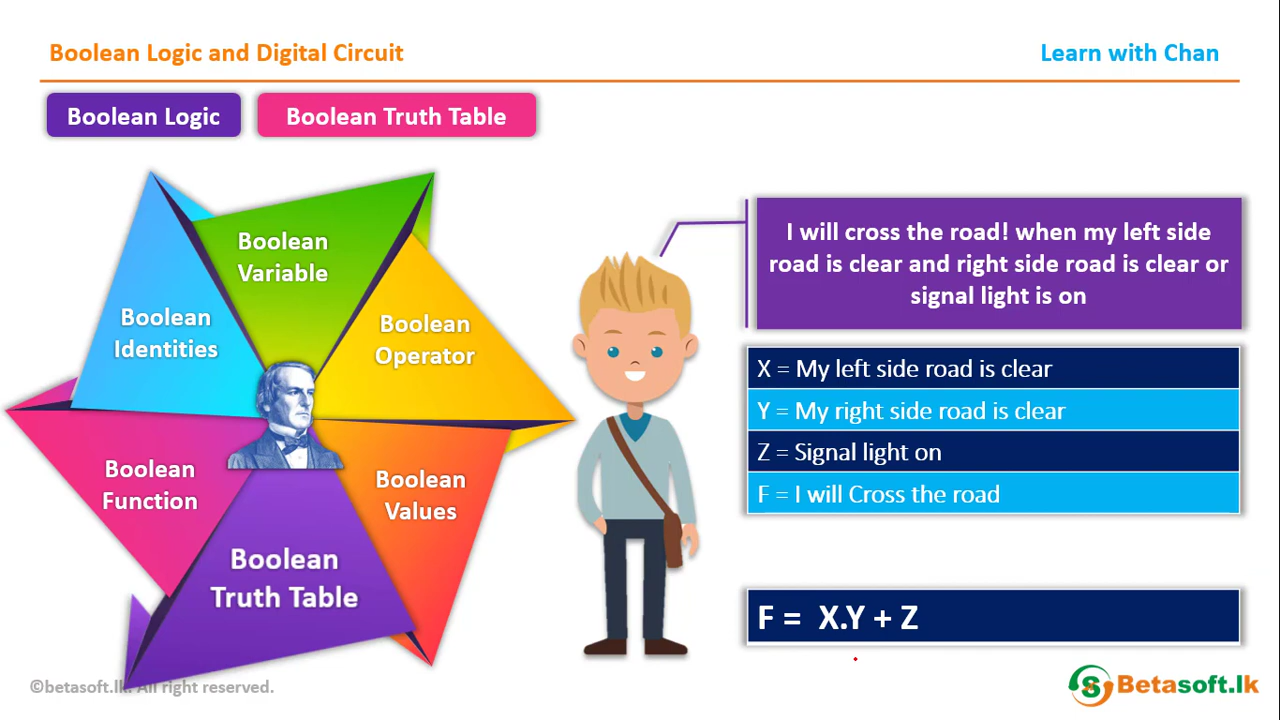 Boolean Logic and Digital Circuit
Learn with Chan
Boolean Logic
Boolean Truth Table
Boolean
Variable
Boolean
Operator
Boolean
Identities
Boolean
Function
Boolean
Values
Boolean
Truth Table
I will cross the road! when my left side
road is clear and right side road is clear or
signal light is on
X = My left side road is clear
Y = My right side road is clear
Z = Signal light on
F = I will Cross the road
F = X.Y + Z
©betasoft.lk. All right reserved.
Betasoft.lk